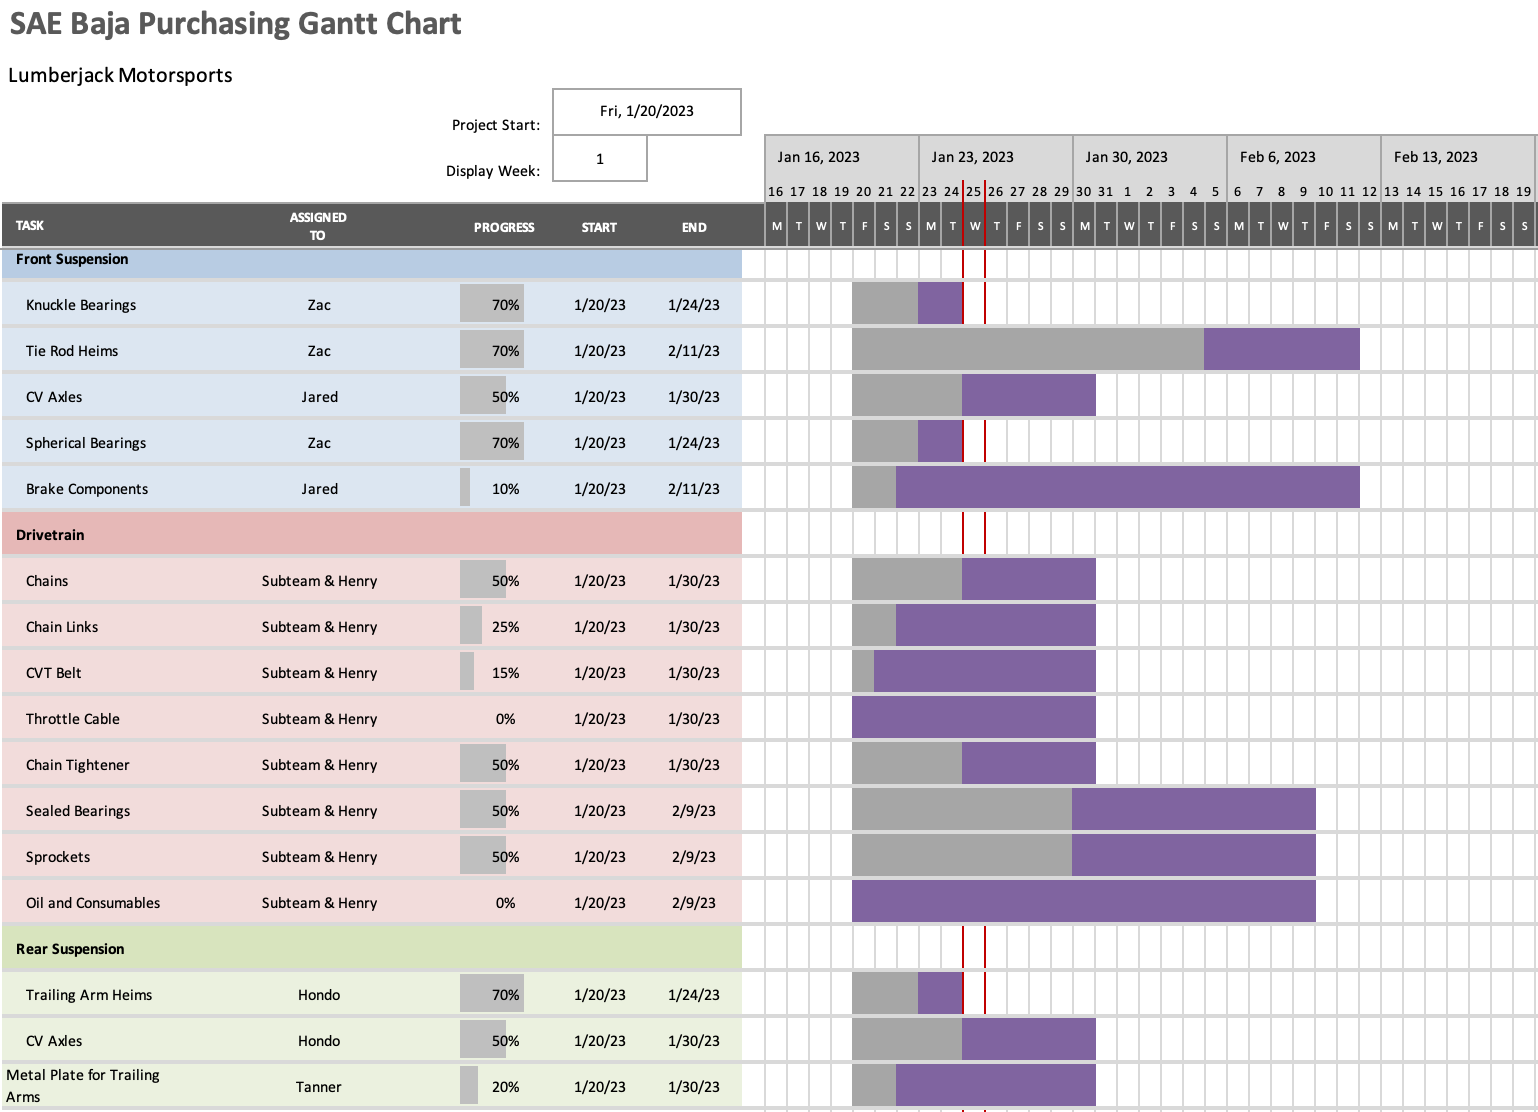 SAE Baja Purchasing Gantt Chart
Lumberjack Motorsports
Project Start: Fri, 1/20/2023
Display Week: 1
Jan 16, 2023 Jan 23, 2023 Jan 30, 2023 Feb 6, 2023 Feb 13, 2023
16 17 18 19 20 21 22 23 24 25 26 27 28 29 30 31 1 2 3 4 5 6 7 8 9 10 11 12 13 14 15 16 17 18 19
TASK ASSIGNED TO PROGRESS START END M T W T F S S M T W T F S S M T W T F S S M T W T F S S M T W T F S S
Front Suspension
Knuckle Bearings Zac 70% 1/20/23 1/24/23
Tie Rod Heims Zac 70% 1/20/23 2/11/23
CV Axles Jared 50% 1/20/23 1/30/23
Spherical Bearings Zac 70% 1/20/23 1/24/23
Brake Components Jared 10% 1/20/23 2/11/23
Drivetrain
Chains Subteam & Henry 50% 1/20/23 1/30/23
Chain Links Subteam & Henry 25% 1/20/23 1/30/23
CVT Belt Subteam & Henry 15% 1/20/23 1/30/23
Throttle Cable Subteam & Henry 0% 1/20/23 1/30/23
Chain Tightener Subteam & Henry 50% 1/20/23 1/30/23
Sealed Bearings Subteam & Henry 50% 1/20/23 2/9/23
Sprockets Subteam & Henry 50% 1/20/23 2/9/23
Oil and Consumables Subteam & Henry 0% 1/20/23 2/9/23
Rear Suspension
Trailing Arm Heims Hondo 70% 1/20/23 1/24/23
CV Axles Hondo 50% 1/20/23 1/30/23
Metal Plate for Trailing
Arms Tanner 20% 1/20/23 1/30/23